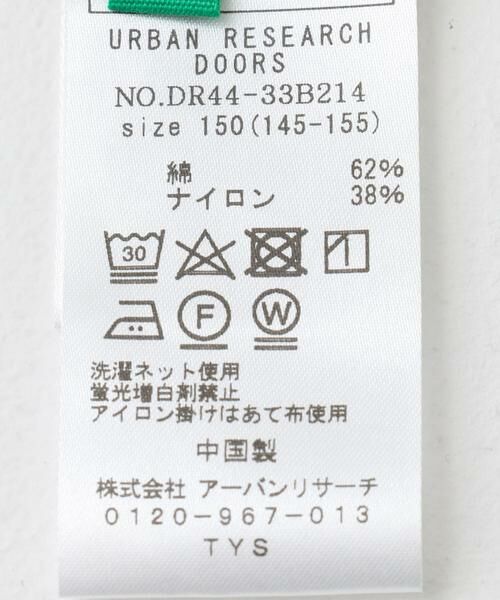 URBAN RESEARCH
DOORS
NO.DR44-33B214
size 150(145-155)
綿 62%
ナイロン 38%
30
F W
洗濯ネット使用
蛍光増白剤禁止
アイロン掛けはあて布使用
中国製
株式会社 アーバンリサーチ
0120-967-013
TYS